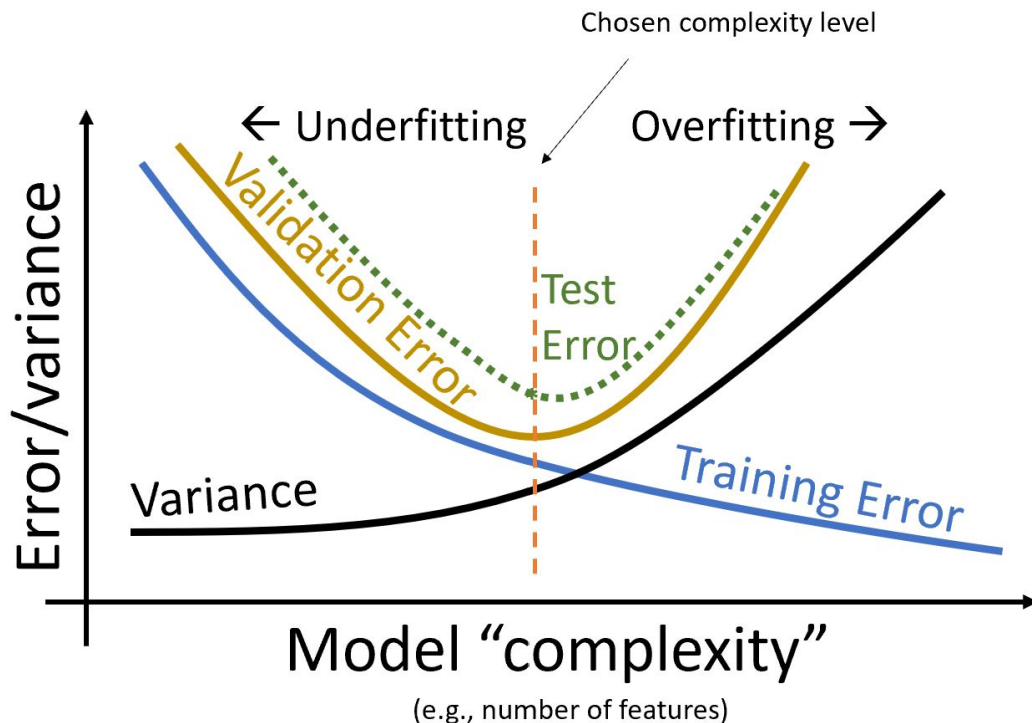 Chosen complexity level
← Underfitting
Overfitting →
Error/variance
Validation Error
Test
Error
Variance
Training Error
Model “complexity”
(e.g., number of features)